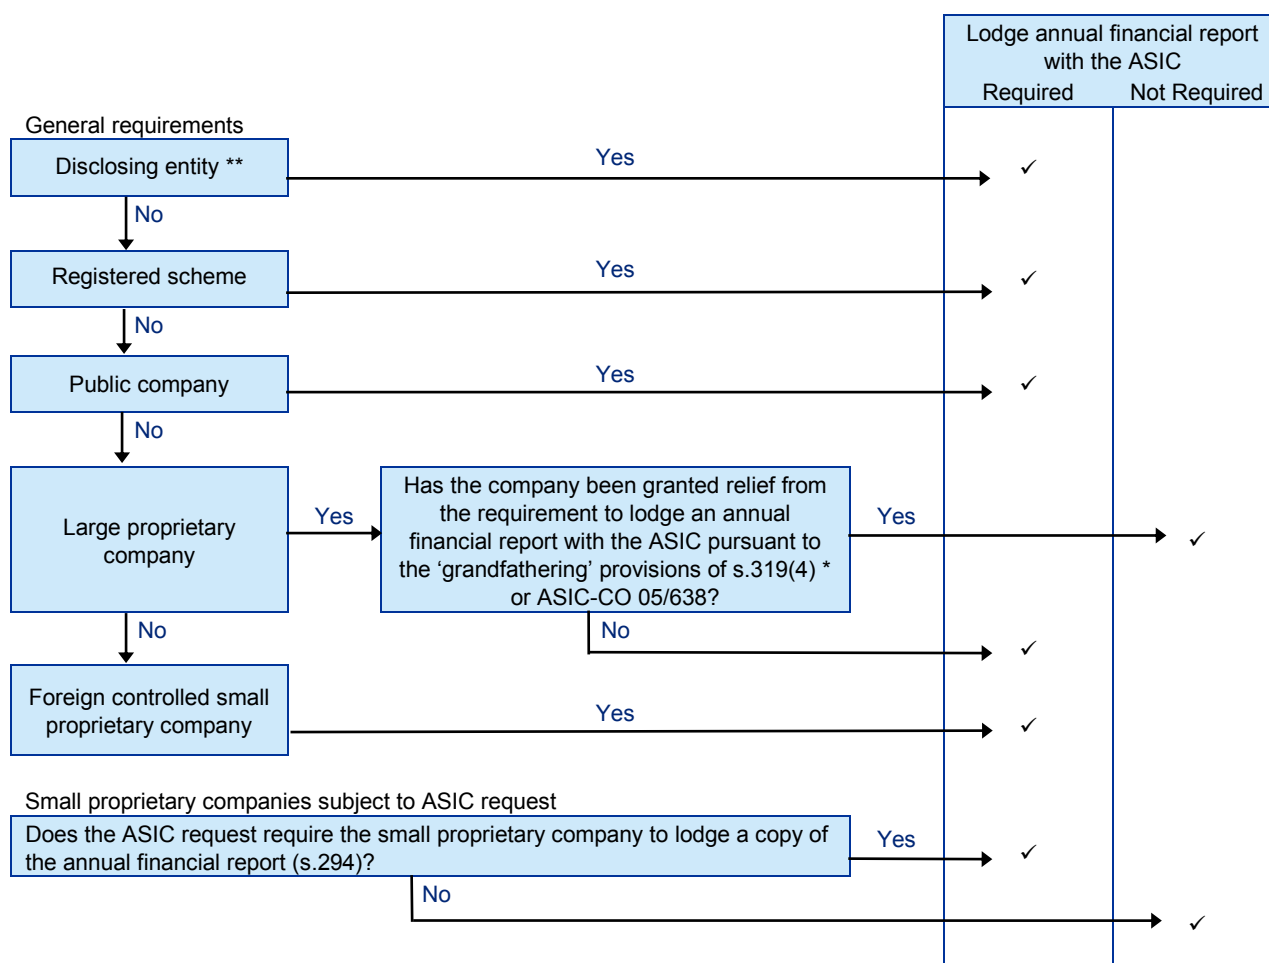 Lodge annual financial report
with the ASIC
Required
Not Required
General requirements
Disclosing entity **
Yes
✓
No
Registered scheme
Yes
✓
No
Public company
Yes
✓
No
Large proprietary
company
Yes
Has the company been granted relief from
the requirement to lodge an annual
financial report with the ASIC pursuant to
the ‘grandfathering’ provisions of s.319(4) *
or ASIC-CO 05/638?
Yes
✓
No
✓
No
Foreign controlled small
proprietary company
Yes
✓
Small proprietary companies subject to ASIC request
Does the ASIC request require the small proprietary company to lodge a copy of
the annual financial report (s.294)?
Yes
✓
No
✓